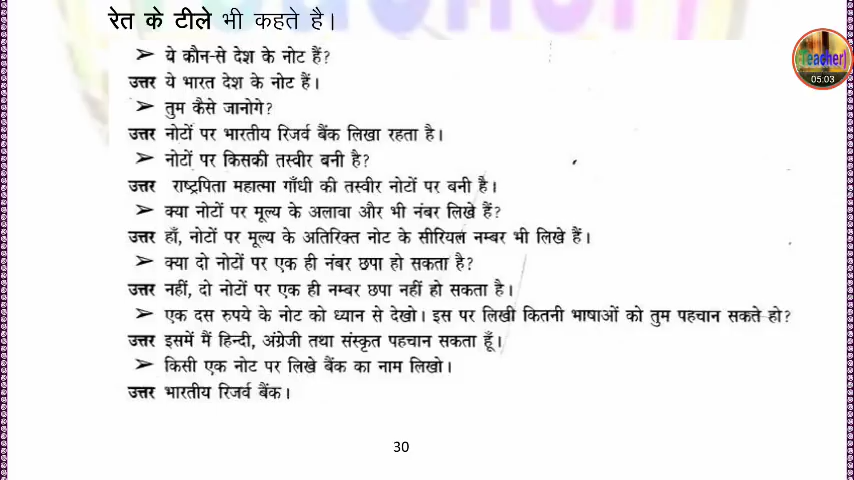 रेत के टीले भी कहते है।
➢ ये कौन-से देश के नोट हैं?
उत्तर ये भारत देश के नोट हैं।
➢ तुम कैसे जानोगे?
उत्तर नोटों पर भारतीय रिजर्व बैंक लिखा रहता है।
➢ नोटों पर किसकी तस्वीर बनी है?
उत्तर राष्ट्रपिता महात्मा गाँधी की तस्वीर नोटों पर बनी है।
➢ क्या नोटों पर मूल्य के अलावा और भी नंबर लिखे हैं?
उत्तर हाँ, नोटों पर मूल्य के अतिरिक्त नोट के सीरियल नम्बर भी लिखे हैं।
➢ क्या दो नोटों पर एक ही नंबर छपा हो सकता है?
उत्तर नहीं, दो नोटों पर एक ही नम्बर छपा नहीं हो सकता है।
➢ एक दस रुपये के नोट को ध्यान से देखो। इस पर लिखी कितनी भाषाओं को तुम पहचान सकते हो?
उत्तर इसमें मैं हिन्दी, अंग्रेजी तथा संस्कृत पहचान सकता हूँ।
➢ किसी एक नोट पर लिखे बैंक का नाम लिखो।
उत्तर भारतीय रिजर्व बैंक।
30
Teacher
05:03